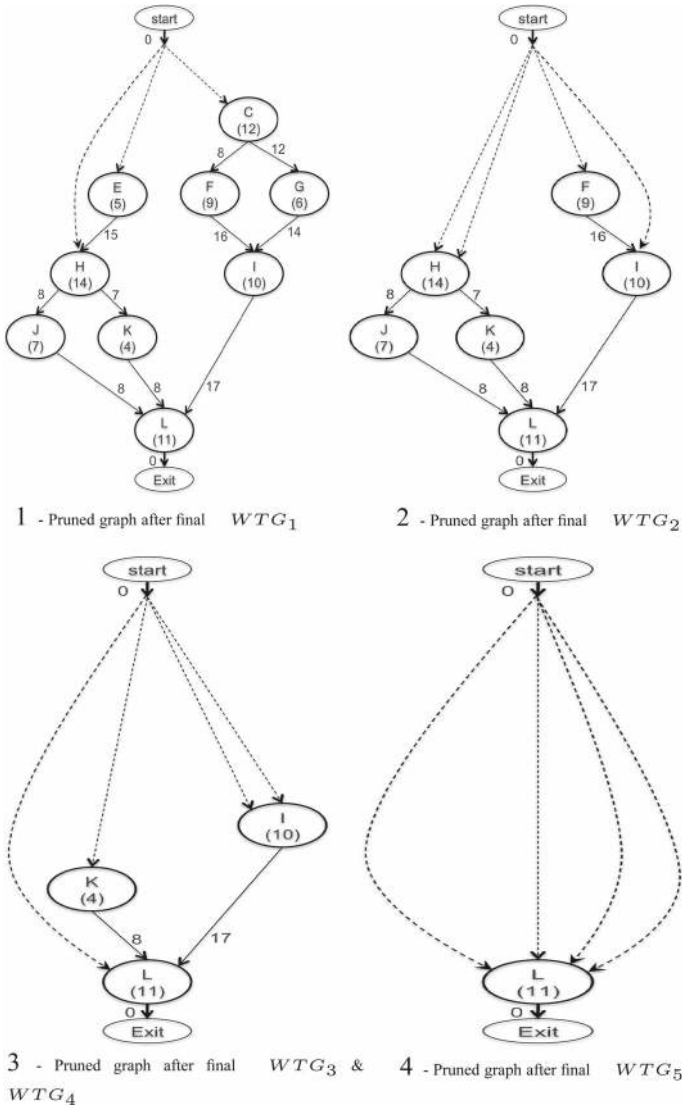 start
0
C
(12)
8
12
E
(5)
F
(9)
G
(6)
15
16
14
H
(14)
I
(10)
8
7
J
(7)
K
(4)
8
8
17
L
(11)
0
Exit
1 - Pruned graph after final WTG1
start
0
F
(9)
16
H
(14)
I
(10)
8
7
J
(7)
K
(4)
8
8
17
L
(11)
0
Exit
2 - Pruned graph after final WTG2
start
0
I
(10)
K
(4)
8
17
L
(11)
0
Exit
3 - Pruned graph after final WTG3 &
WTG4
start
0
L
(11)
0
Exit
4 - Pruned graph after final WTG5